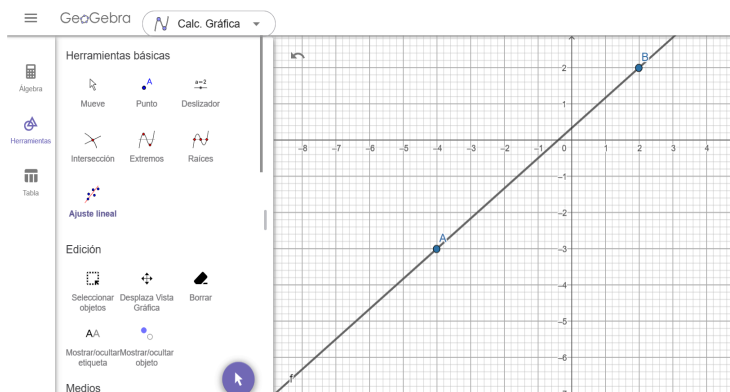 GeoGebra
Calc. Gráfica
Álgebra
Herramientas
Tabla
Herramientas básicas
A
a=2
Mueve
Punto
Deslizador
Intersección
Extremos
Raíces
Ajuste lineal
Edición
Seleccionar objetos
Desplaza Vista Gráfica
Borrar
AA
Mostrar/ocultar etiqueta
Mostrar/ocultar objeto
Medios
B
A
f
2
1
–8 –7 –6 –5 –4 –3 –2 –1 0 1 2 3 4
–1
–2
–3
–4
–5
–6